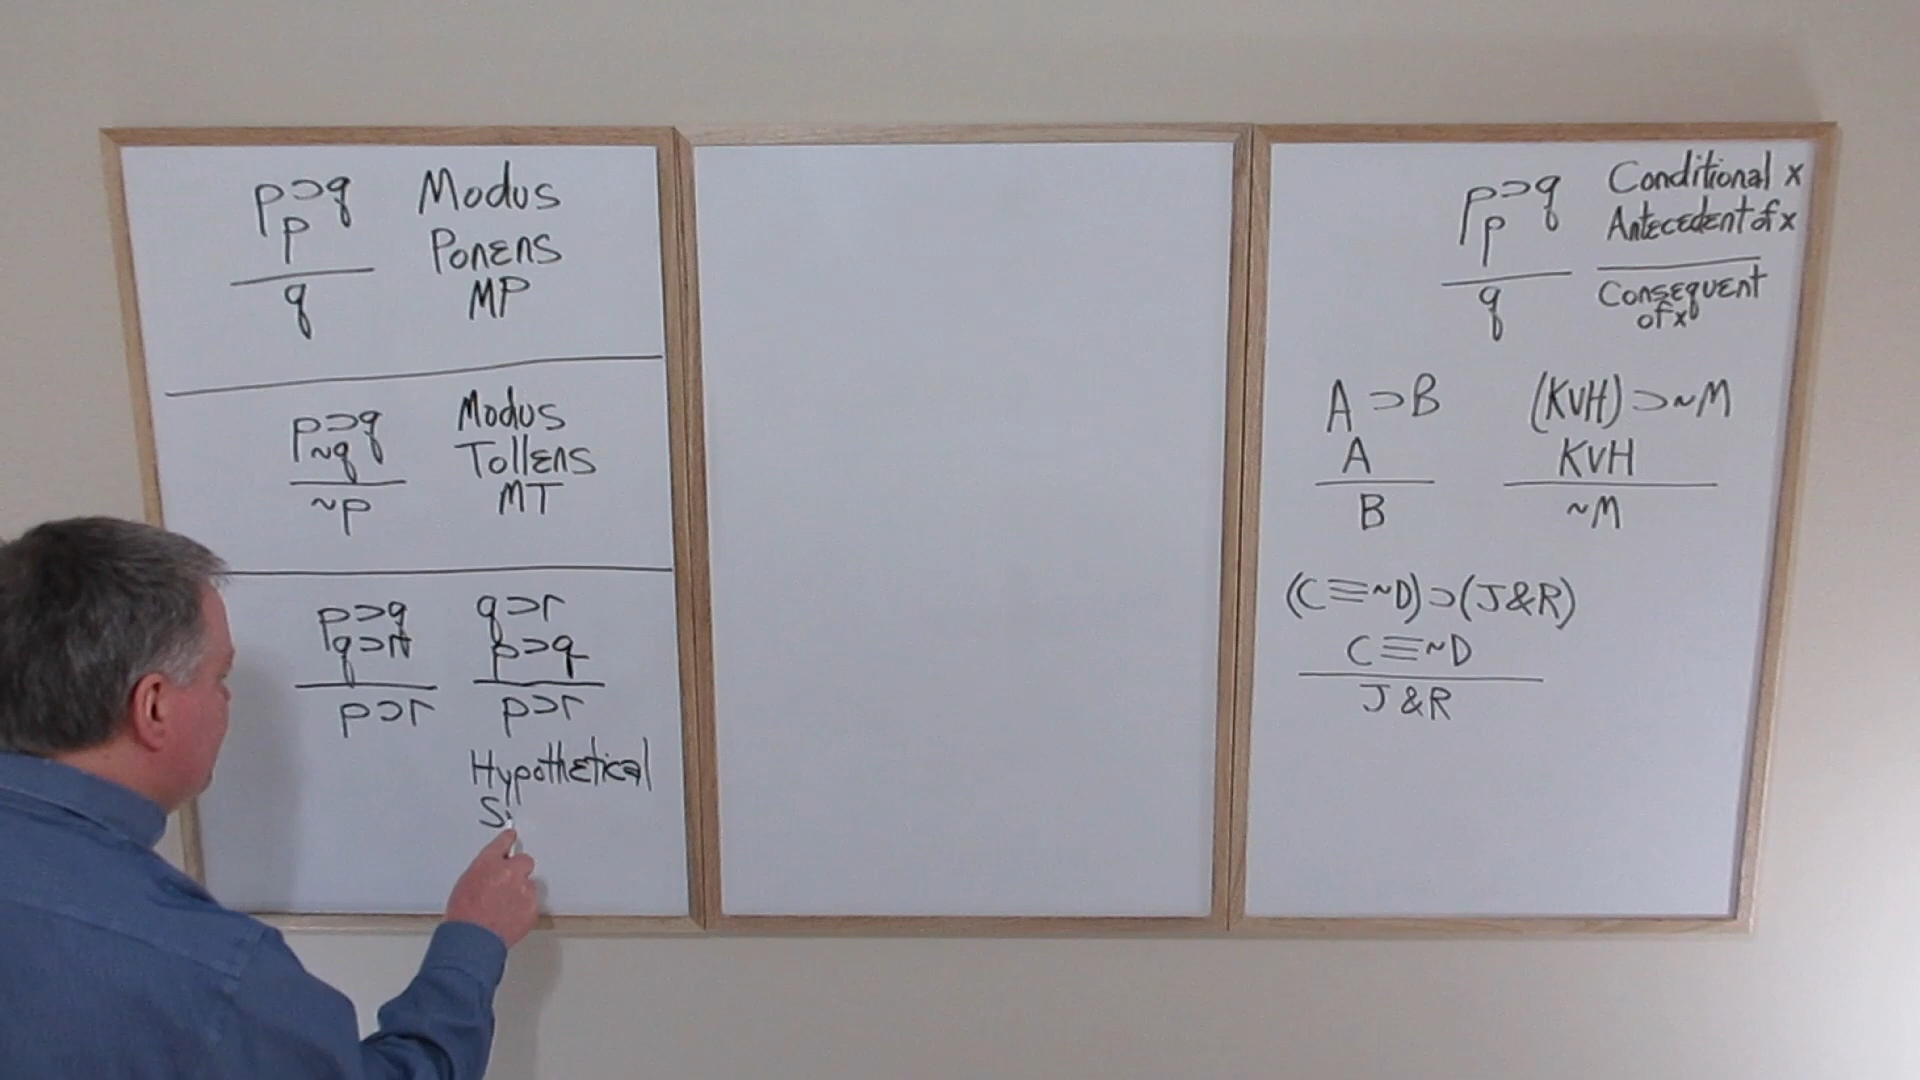 p⊃q Modus
p Ponens
q MP
p⊃q Modus
~q Tollens
~p MT
p⊃q q⊃r
q⊃r p⊃q
p⊃r p⊃r
Hypothetical
S
p⊃q Conditional x
p Antecedent of x
q Consequent
of x
A⊃B (KvH)⊃~M
A KvH
B ~M
(C≡~D)⊃(J&R)
C≡~D
J&R